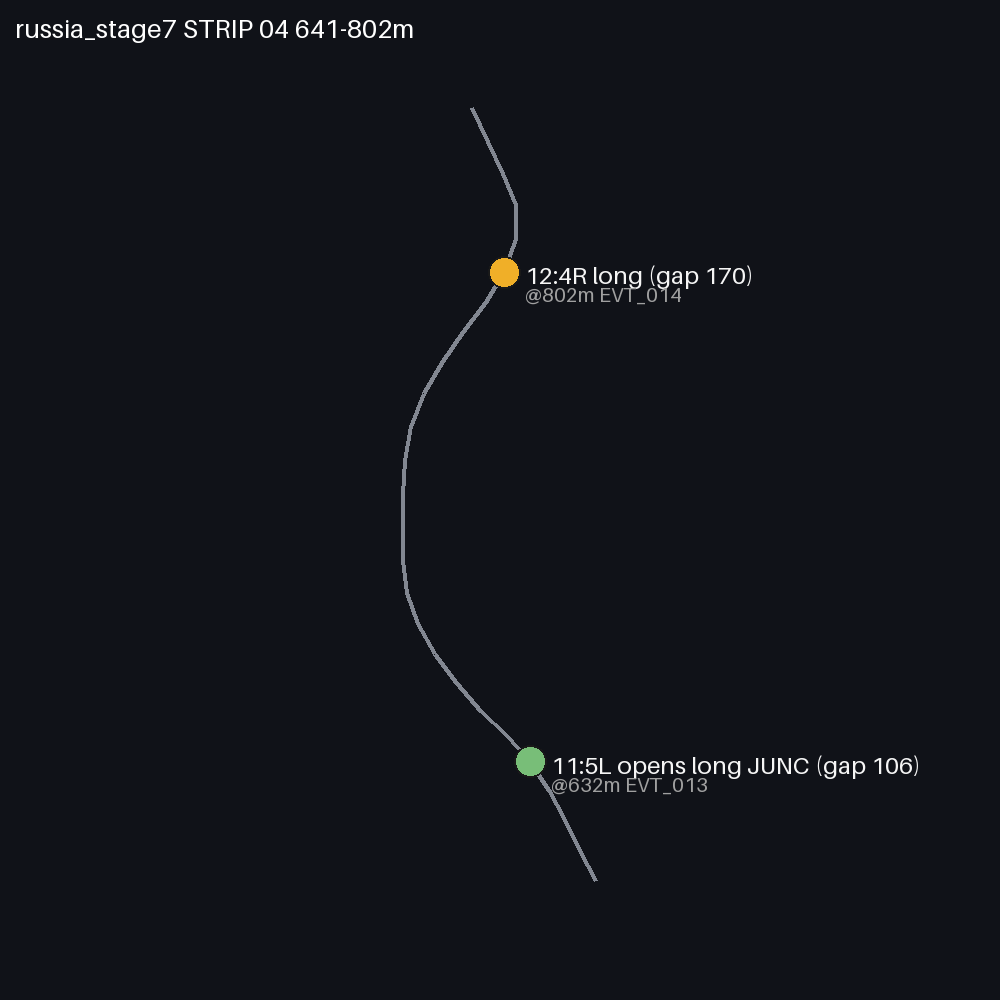 russia_stage7 STRIP 04 641-802m
12:4R long (gap 170)
@802m EVT_014
11:5L opens long JUNC (gap 106)
@632m EVT_013